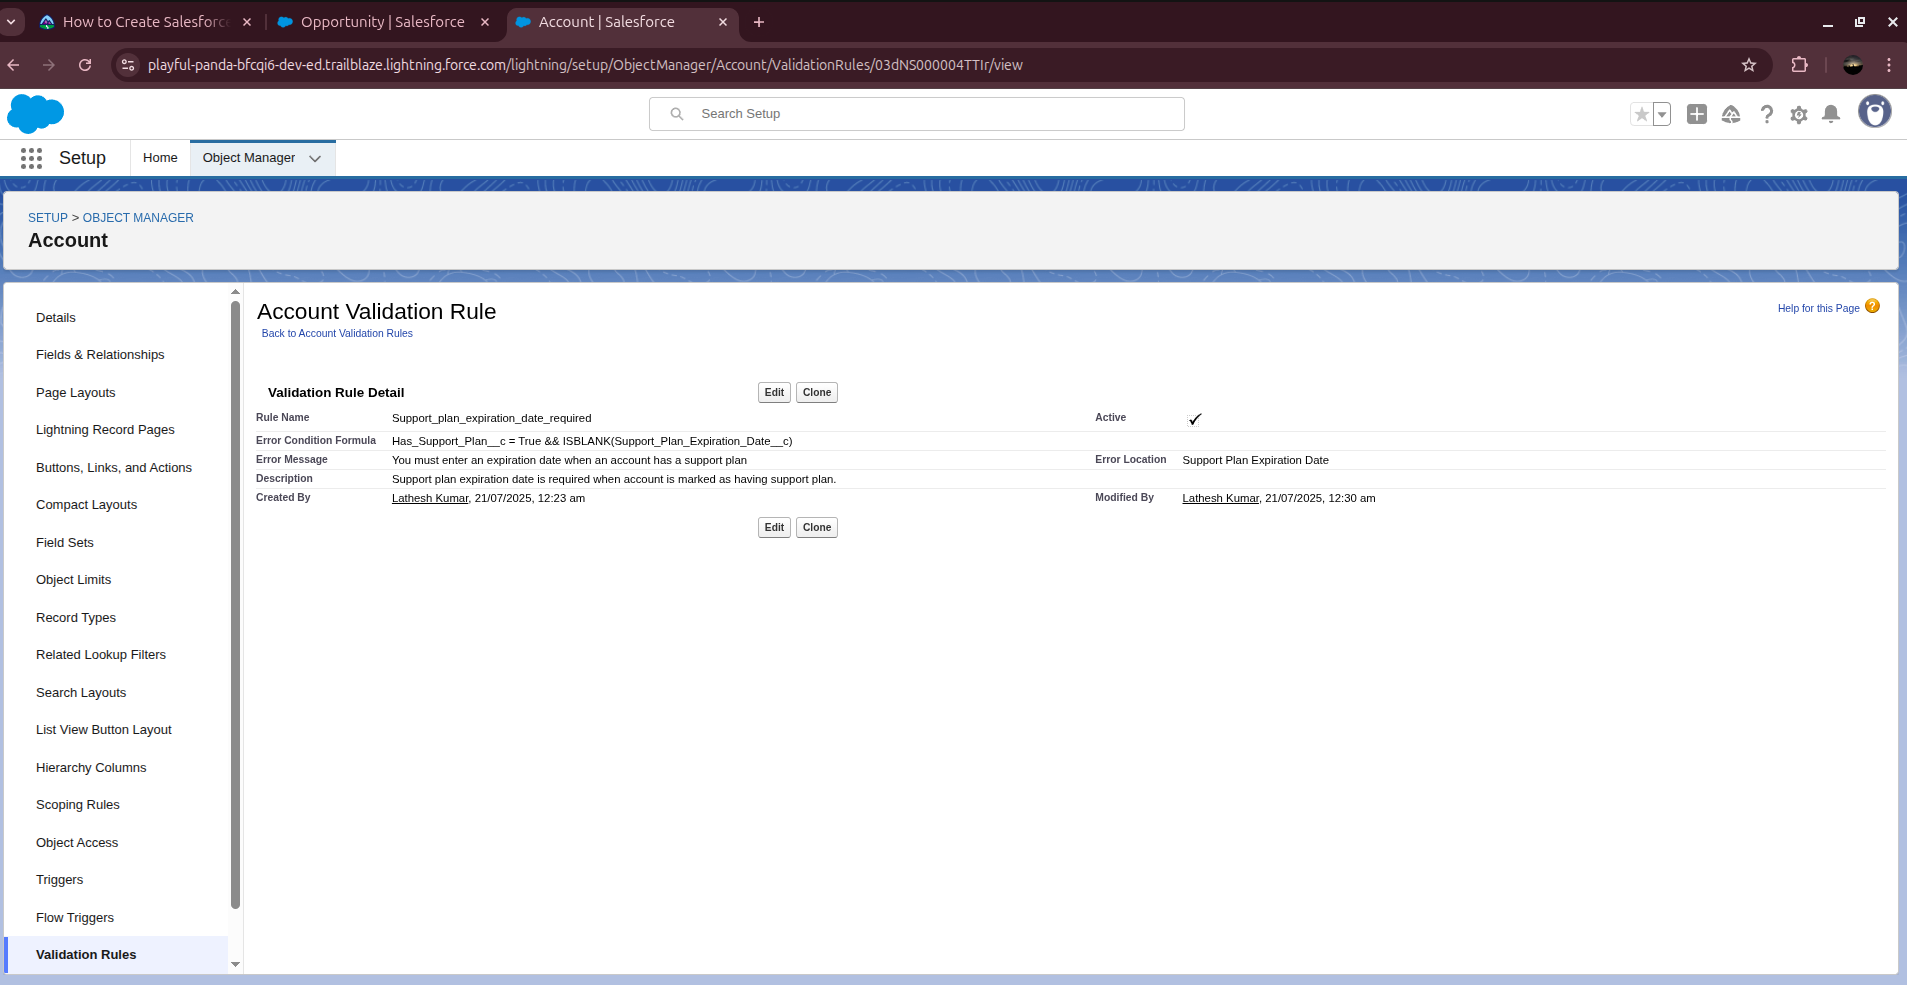 How to Create Salesforc
Opportunity | Salesforce
Account | Salesforce
playful-panda-bfcqi6-dev-ed.trailblaze.lightning.force.com/lightning/setup/ObjectManager/Account/ValidationRules/03dNS000004TTIr/view
Search Setup
Setup
Home
Object Manager
SETUP > OBJECT MANAGER
Account
Details
Fields & Relationships
Page Layouts
Lightning Record Pages
Buttons, Links, and Actions
Compact Layouts
Field Sets
Object Limits
Record Types
Related Lookup Filters
Search Layouts
List View Button Layout
Hierarchy Columns
Scoping Rules
Object Access
Triggers
Flow Triggers
Validation Rules
Account Validation Rule
Help for this Page ?
Back to Account Validation Rules
Validation Rule Detail Edit Clone
Rule Name Support_plan_expiration_date_required Active
Error Condition Formula Has_Support_Plan__c = True && ISBLANK(Support_Plan_Expiration_Date__c)
Error Message You must enter an expiration date when an account has a support plan Error Location Support Plan Expiration Date
Description Support plan expiration date is required when account is marked as having support plan.
Created By Lathesh Kumar, 21/07/2025, 12:23 am Modified By Lathesh Kumar, 21/07/2025, 12:30 am
Edit Clone